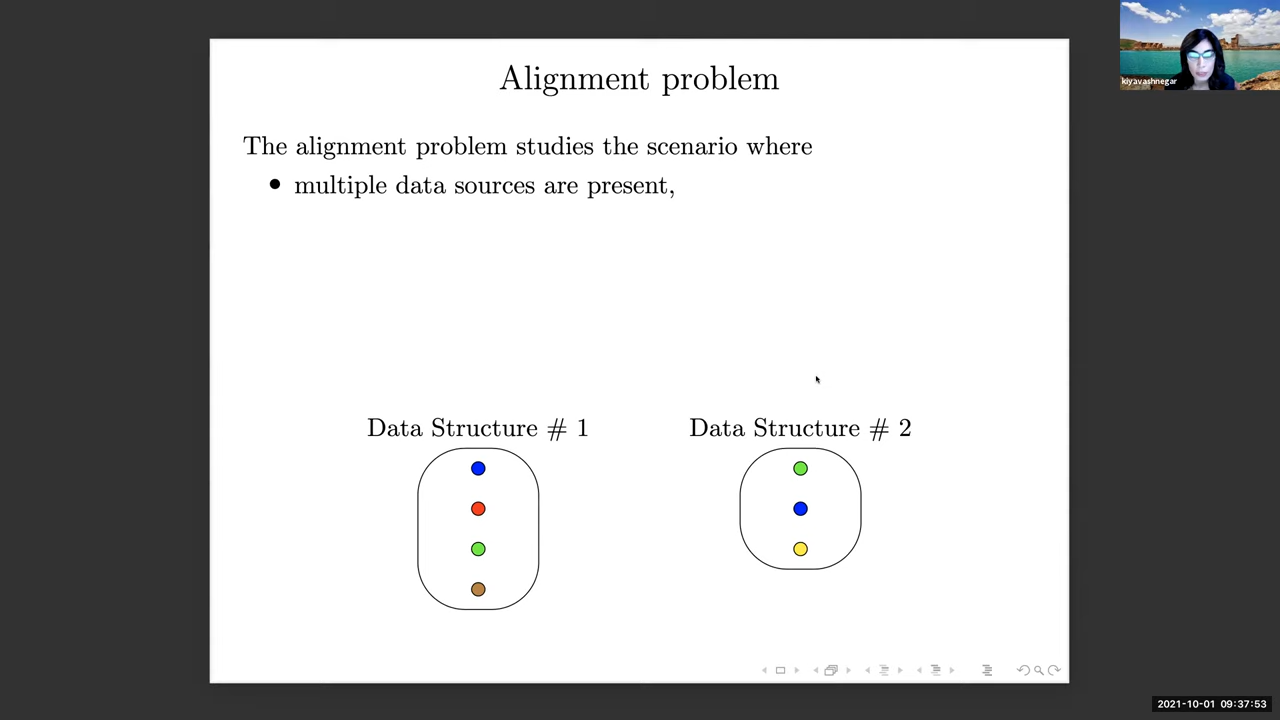 Alignment problem
The alignment problem studies the scenario where
• multiple data sources are present,
Data Structure # 1
Data Structure # 2
kiyavashnegar
2021-10-01 09:37:53